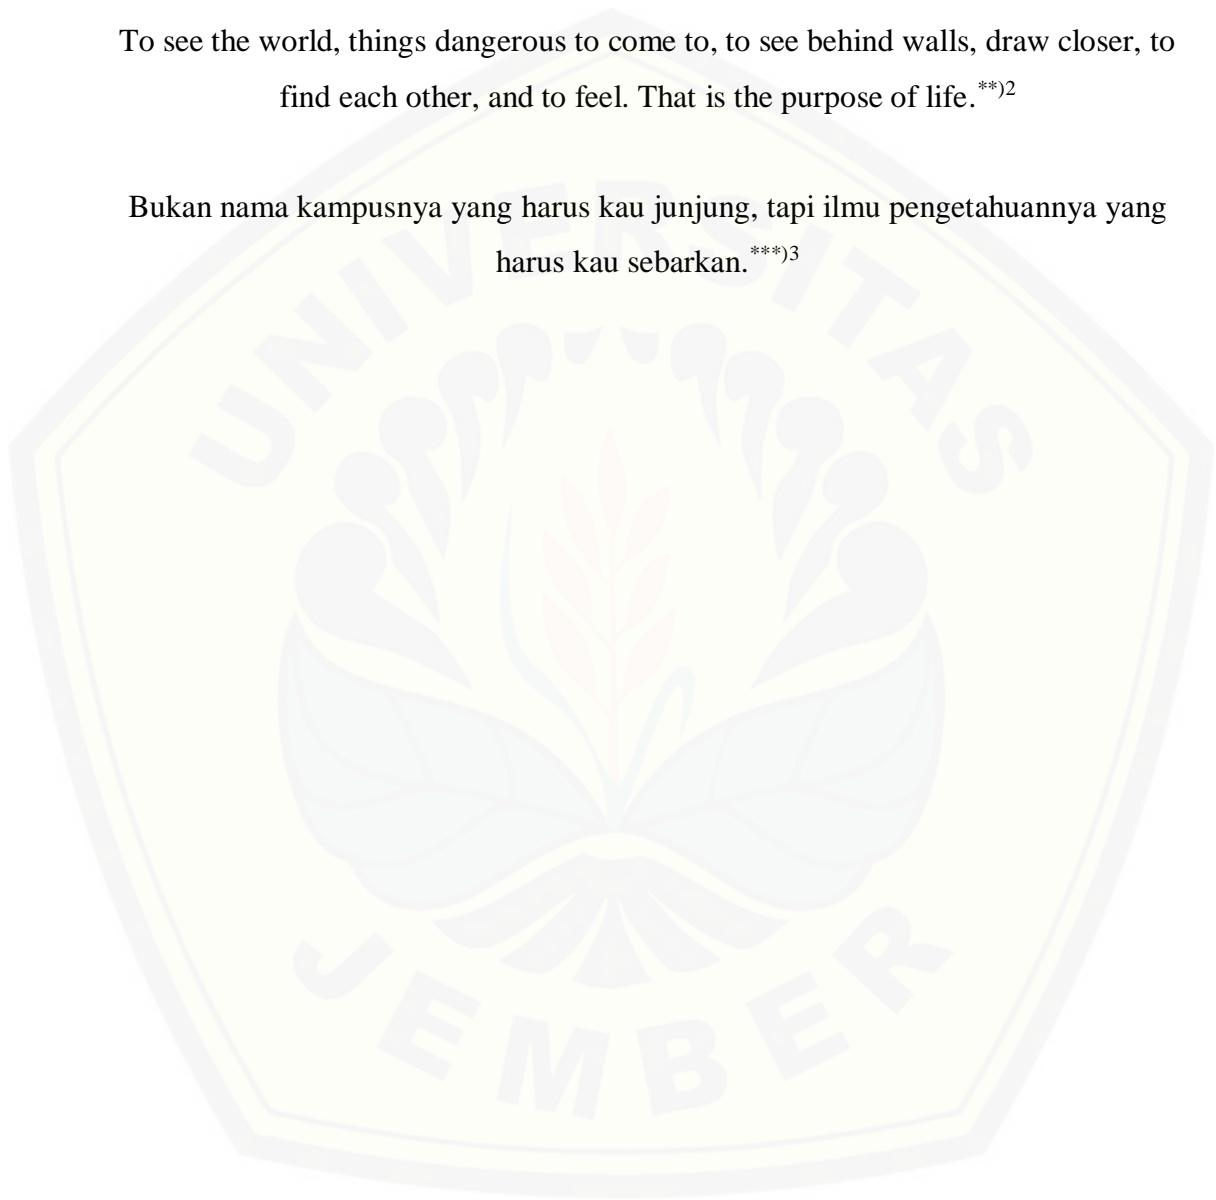 To see the world, things dangerous to come to, to see behind walls, draw closer, to
find each other, and to feel. That is the purpose of life.**)2
Bukan nama kampusnya yang harus kau junjung, tapi ilmu pengetahuannya yang
harus kau sebarkan.***)3
UNIVERSITAS
JEMBER